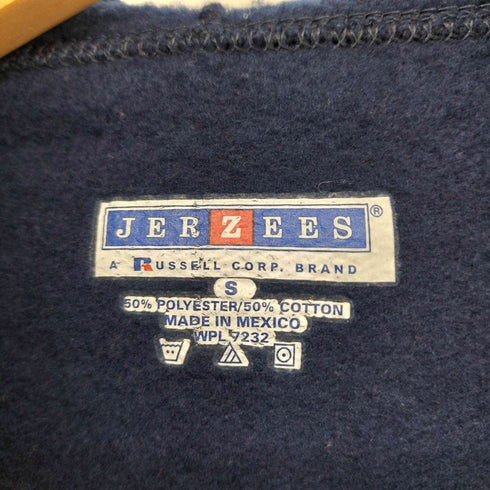 JERZEES®
A RUSSELL CORP. BRAND
S
50% POLYESTER/50% COTTON
MADE IN MEXICO
WPL 7232